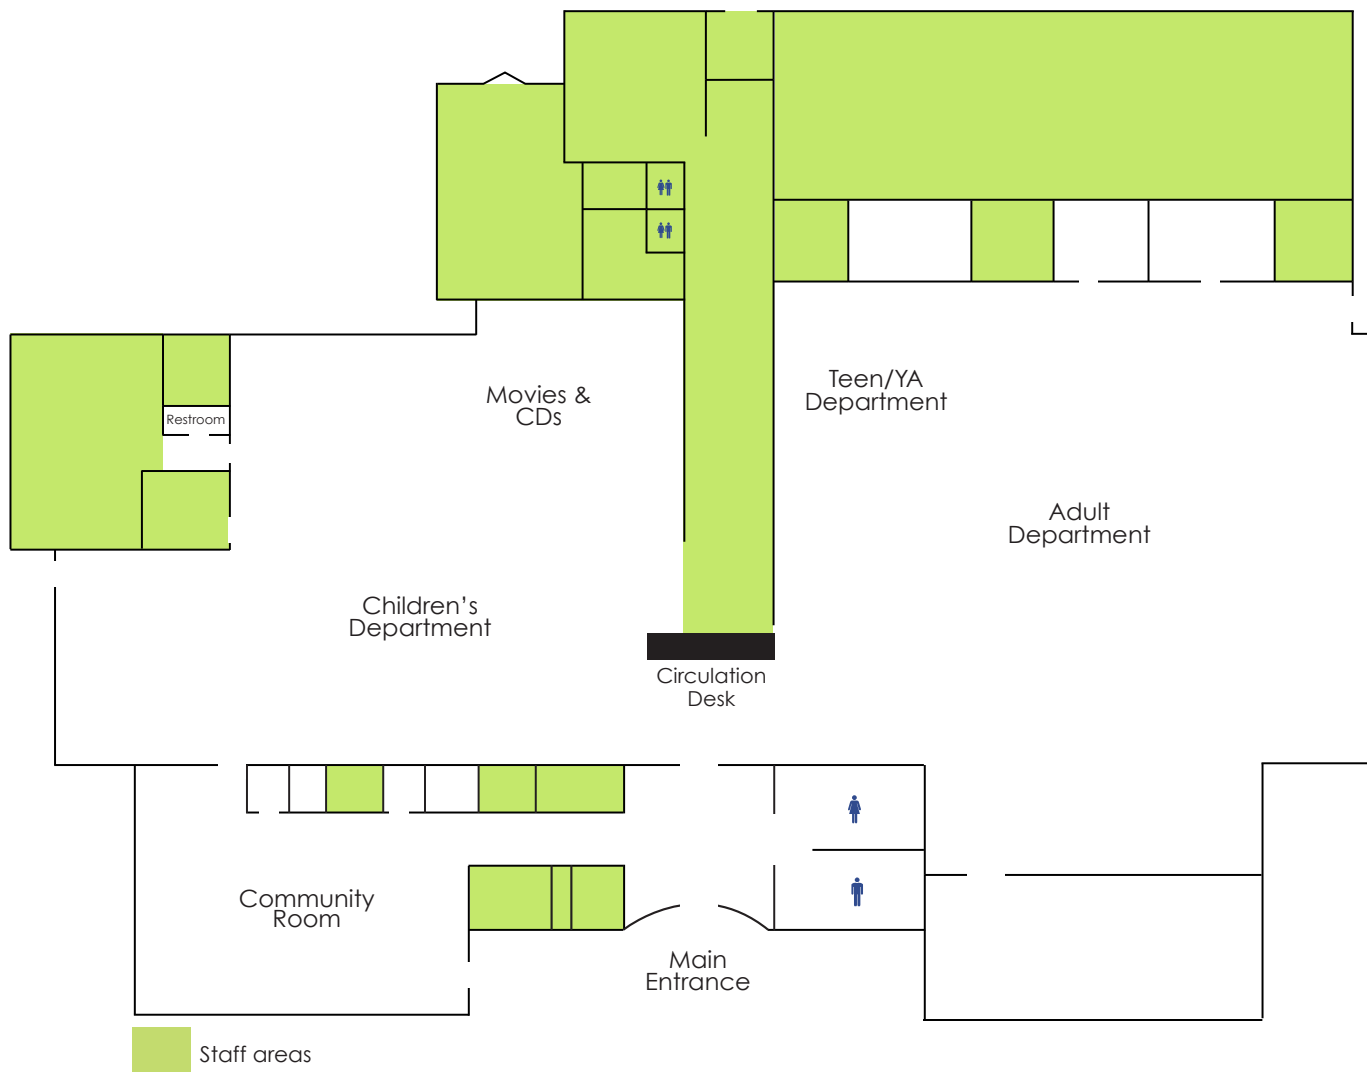 Restroom
Movies &
CDs
Teen/YA
Department
Adult
Department
Children's
Department
Circulation
Desk
Community
Room
Main
Entrance
Staff areas